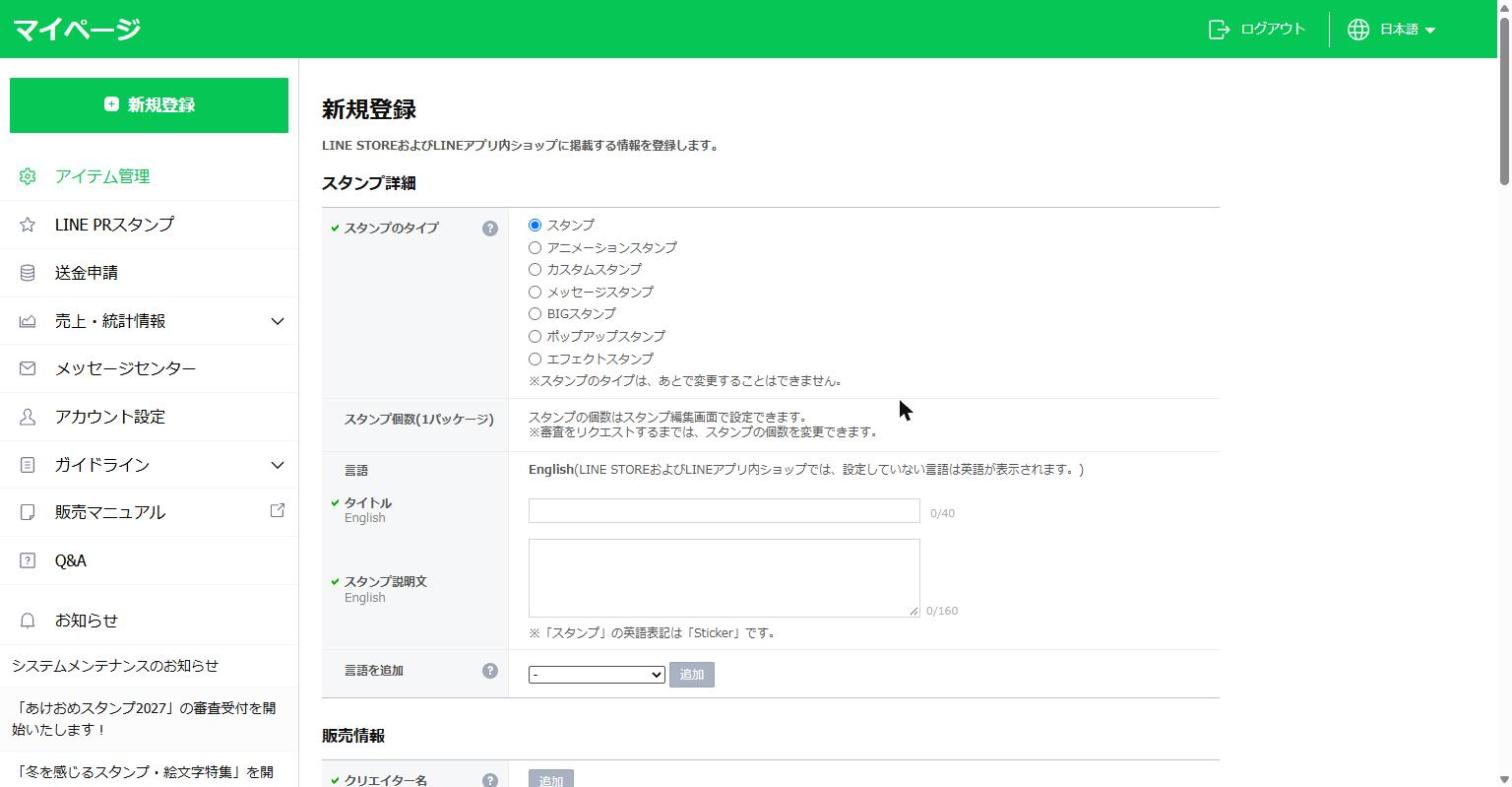 マイページ
ログアウト
日本語
新規登録
アイテム管理
LINE PRスタンプ
送金申請
売上・統計情報
メッセージセンター
アカウント設定
ガイドライン
販売マニュアル
Q&A
お知らせ
システムメンテナンスのお知らせ
「あけおめスタンプ2027」の審査受付を開
始いたします！
「冬を感じるスタンプ・絵文字特集」を開
新規登録
LINE STOREおよびLINEアプリ内ショップに掲載する情報を登録します。
スタンプ詳細
スタンプのタイプ
?
スタンプ
アニメーションスタンプ
カスタムスタンプ
メッセージスタンプ
BIGスタンプ
ポップアップスタンプ
エフェクトスタンプ
※スタンプのタイプは、あとで変更することはできません。
スタンプ個数(1パッケージ)
スタンプの個数はスタンプ編集画面で設定できます。
※審査をリクエストするまでは、スタンプの個数を変更できます。
言語
English(LINE STOREおよびLINEアプリ内ショップでは、設定していない言語は英語が表示されます。)
タイトル
English
0/40
スタンプ説明文
English
0/160
※「スタンプ」の英語表記は「Sticker」です。
言語を追加
?
-
追加
販売情報
クリエイター名
?
追加